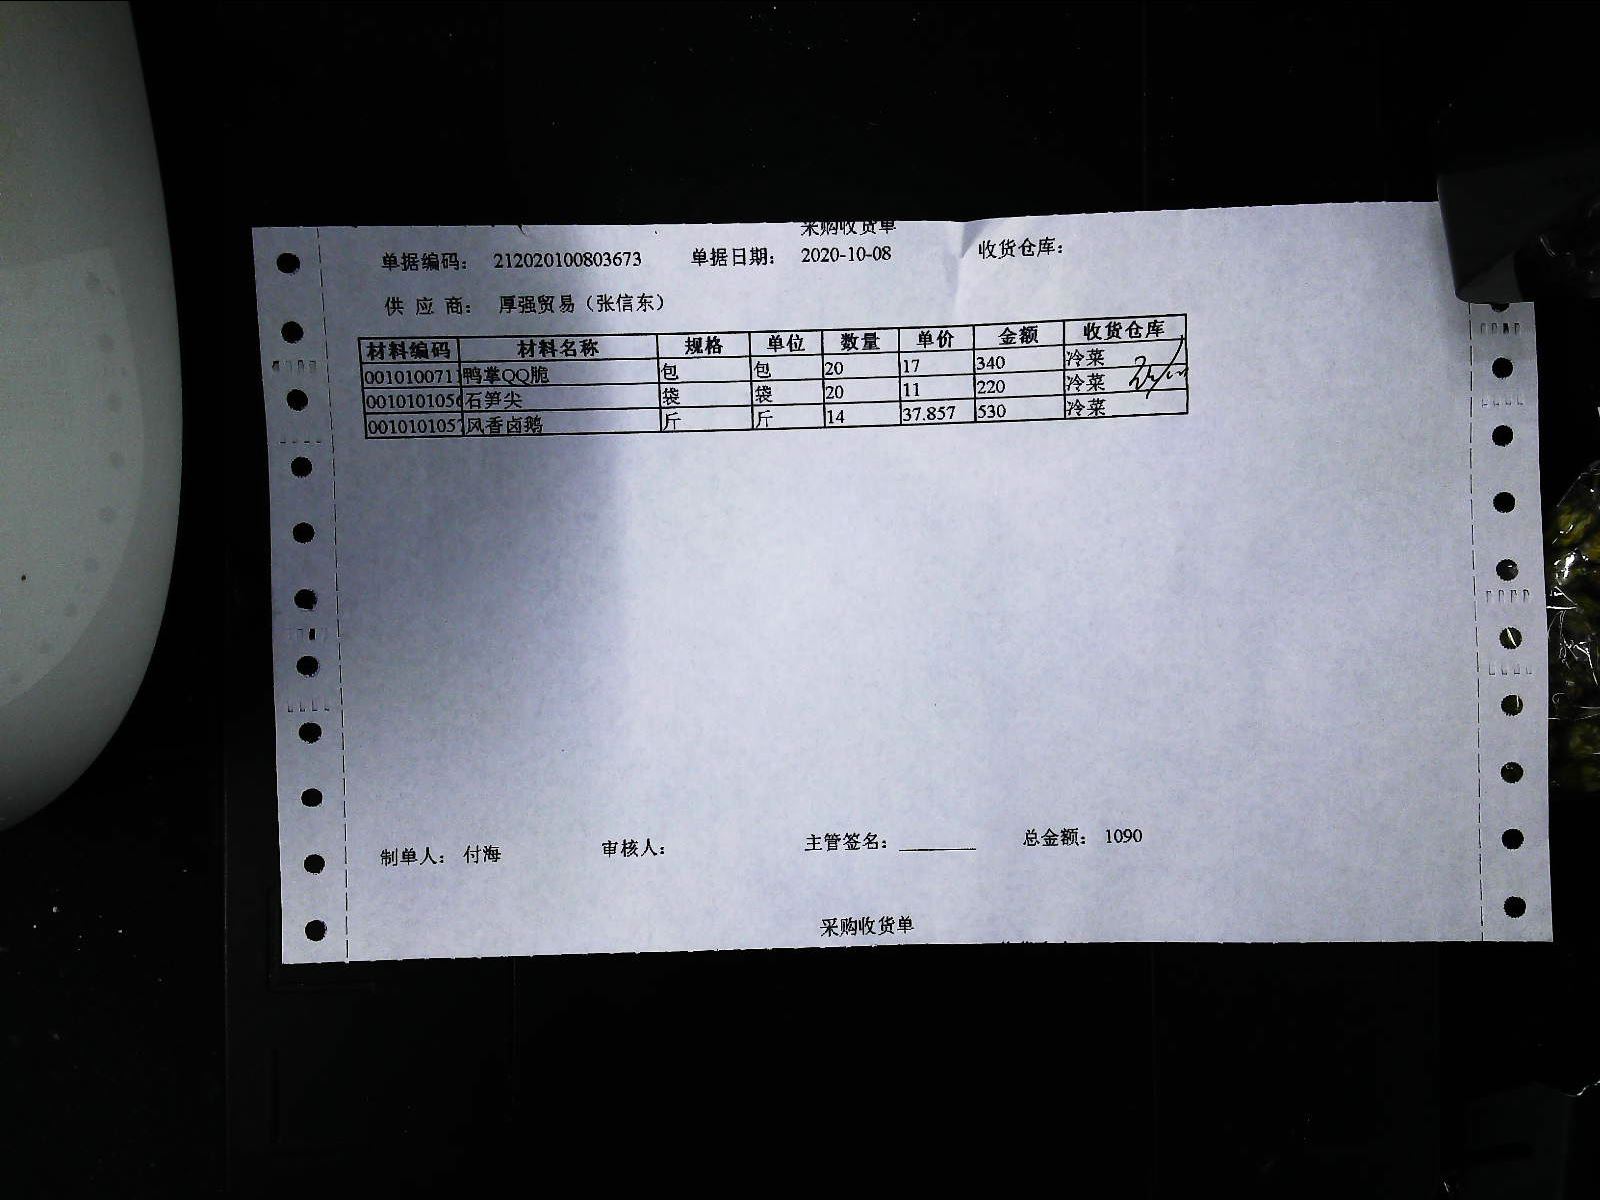 采购收货单
单据编码： 212020100803673 单据日期： 2020-10-08 收货仓库：
供 应 商： 厚强贸易（张信东）
材料编码 材料名称 规格 单位 数量 单价 金额 收货仓库
0010100711 鸭掌QQ脆 包 包 20 17 340 冷菜
001010105 石笋尖 袋 袋 20 11 220 冷菜
001010105 风香卤鹅 斤 斤 14 37.857 530 冷菜
制单人： 付海 审核人： 主管签名： 总金额： 1090
采购收货单